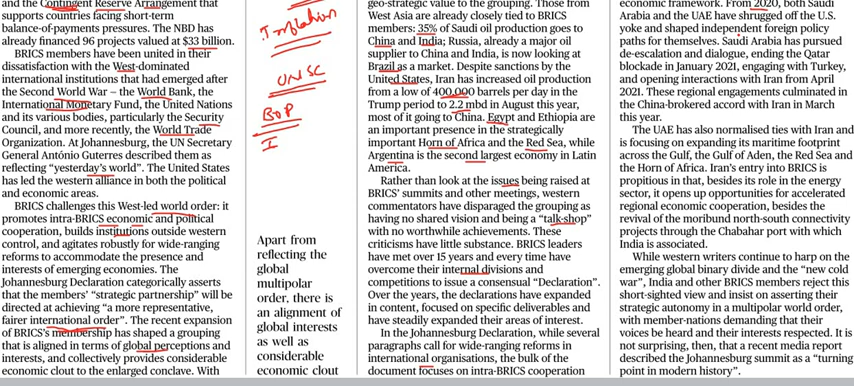 and the Contingent Reserve Arrangement that
supports countries facing short-term
balance-of-payments pressures. The NBD has
already financed 96 projects valued at $33 billion.
BRICS members have been united in their
dissatisfaction with the West-dominated
international institutions that had emerged after
the Second World War – the World Bank, the
International Monetary Fund, the United Nations
and its various bodies, particularly the Security
Council, and more recently, the World Trade
Organization. At Johannesburg, the UN Secretary
General António Guterres described them as
reflecting “yesterday’s world”. The United States
has led the western alliance in both the political
and economic areas.
BRICS challenges this West-led world order: it
promotes intra-BRICS economic and political
cooperation, builds institutions outside western
control, and agitates robustly for wide-ranging
reforms to accommodate the presence and
interests of emerging economies. The
Johannesburg Declaration categorically asserts
that the members’ “strategic partnership” will be
directed at achieving “a more representative,
fairer international order”. The recent expansion
of BRICS’s membership has shaped a grouping
that is aligned in terms of global perceptions and
interests, and collectively provides considerable
economic clout to the enlarged conclave. With
Inflation
UNSC
BoP
I
Apart from
reflecting the
global
multipolar
order, there is
an alignment of
global interests
as well as
considerable
economic clout
geo-strategic value to the grouping. Those from
West Asia are already closely tied to BRICS
members: 35% of Saudi oil production goes to
China and India; Russia, already a major oil
supplier to China and India, is now looking at
Brazil as a market. Despite sanctions by the
United States, Iran has increased oil production
from a low of 400,000 barrels per day in the
Trump period to 2.2 mbd in August this year,
most of it going to China. Egypt and Ethiopia are
an important presence in the strategically
important Horn of Africa and the Red Sea, while
Argentina is the second largest economy in Latin
America.
Rather than look at the issues being raised at
BRICS’ summits and other meetings, western
commentators have disparaged the grouping as
having no shared vision and being a “talk-shop”
with no worthwhile achievements. These
criticisms have little substance. BRICS leaders
have met over 15 years and every time have
overcome their internal divisions and
competitions to issue a consensual “Declaration”.
Over the years, the declarations have expanded
in content, focused on specific deliverables and
have steadily expanded their areas of interest.
In the Johannesburg Declaration, while several
paragraphs call for wide-ranging reforms in
international organisations, the bulk of the
document focuses on intra-BRICS cooperation
economic framework. From 2020, both Saudi
Arabia and the UAE have shrugged off the U.S.
yoke and shaped independent foreign policy
paths for themselves. Saudi Arabia has pursued
de-escalation and dialogue, ending the Qatar
blockade in January 2021, engaging with Turkey,
and opening interactions with Iran from April
2021. These regional engagements culminated in
the China-brokered accord with Iran in March
this year.
The UAE has also normalised ties with Iran and
is focusing on expanding its maritime footprint
across the Gulf, the Gulf of Aden, the Red Sea and
the Horn of Africa. Iran’s entry into BRICS is
propitious in that, besides its role in the energy
sector, it opens up opportunities for accelerated
regional economic cooperation, besides the
revival of the moribund north-south connectivity
projects through the Chabahar port with which
India is associated.
While western writers continue to harp on the
emerging global binary divide and the “new cold
war”, India and other BRICS members reject this
short-sighted view and insist on asserting their
strategic autonomy in a multipolar world order,
with member-nations demanding that their
voices be heard and their interests respected. It is
not surprising, then, that a recent media report
described the Johannesburg summit as a “turning
point in modern history”.